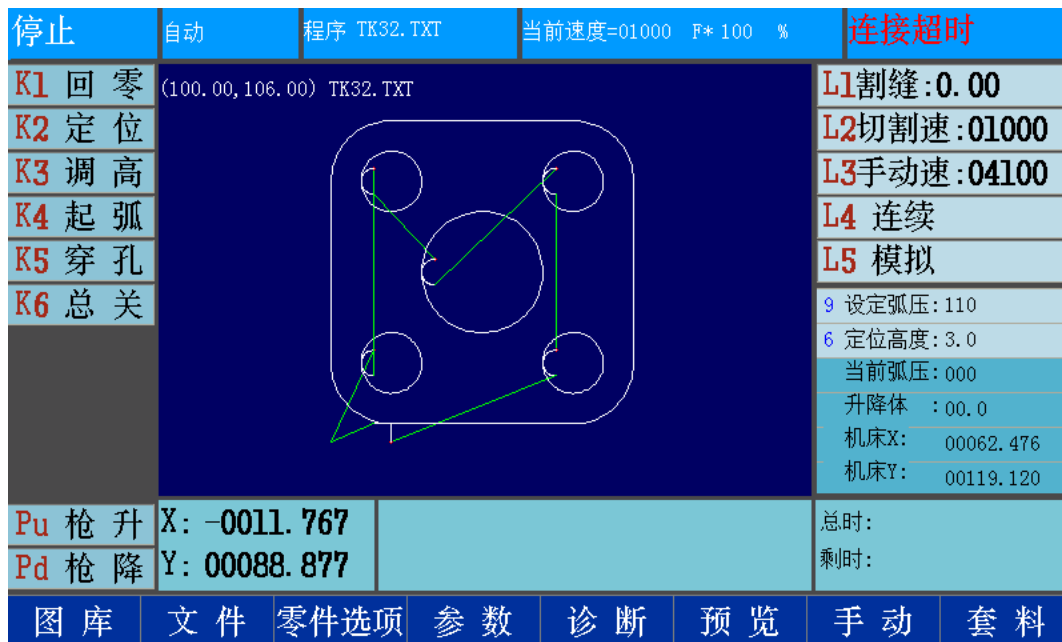 停止 自动 程序 TK32.TXT 当前速度=01000 F*100 % 连接超时
K1 回 零
K2 定 位
K3 调 高
K4 起 弧
K5 穿 孔
K6 总 关
(100.00,106.00) TK32.TXT
L1割缝:0.00
L2切割速:01000
L3手动速:04100
L4 连续
L5 模拟
9 设定弧压:110
6 定位高度:3.0
当前弧压:000
升降体 :00.0
机床X: 00062.476
机床Y: 00119.120
Pu 枪 升
Pd 枪 降
X: -0011.767
Y: 00088.877
总时:
剩时:
图 库 文 件 零件选项 参 数 诊 断 预 览 手 动 套 料